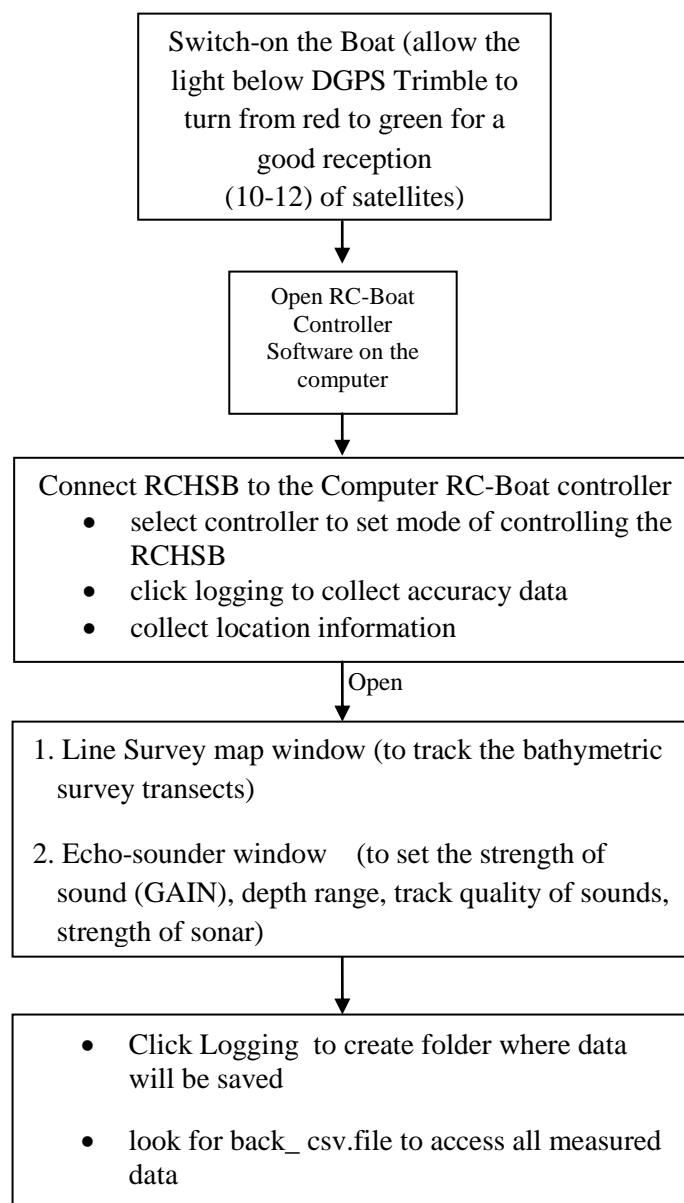 Switch-on the Boat (allow the
light below DGPS Trimble to
turn from red to green for a
good reception
(10-12) of satellites)
Open RC-Boat
Controller
Software on the
computer
Connect RCHSB to the Computer RC-Boat controller
• select controller to set mode of controlling the
RCHSB
• click logging to collect accuracy data
• collect location information
Open
1. Line Survey map window (to track the bathymetric
survey transects)
2. Echo-sounder window (to set the strength of
sound (GAIN), depth range, track quality of sounds,
strength of sonar)
• Click Logging to create folder where data
will be saved
• look for back_ csv.file to access all measured
data